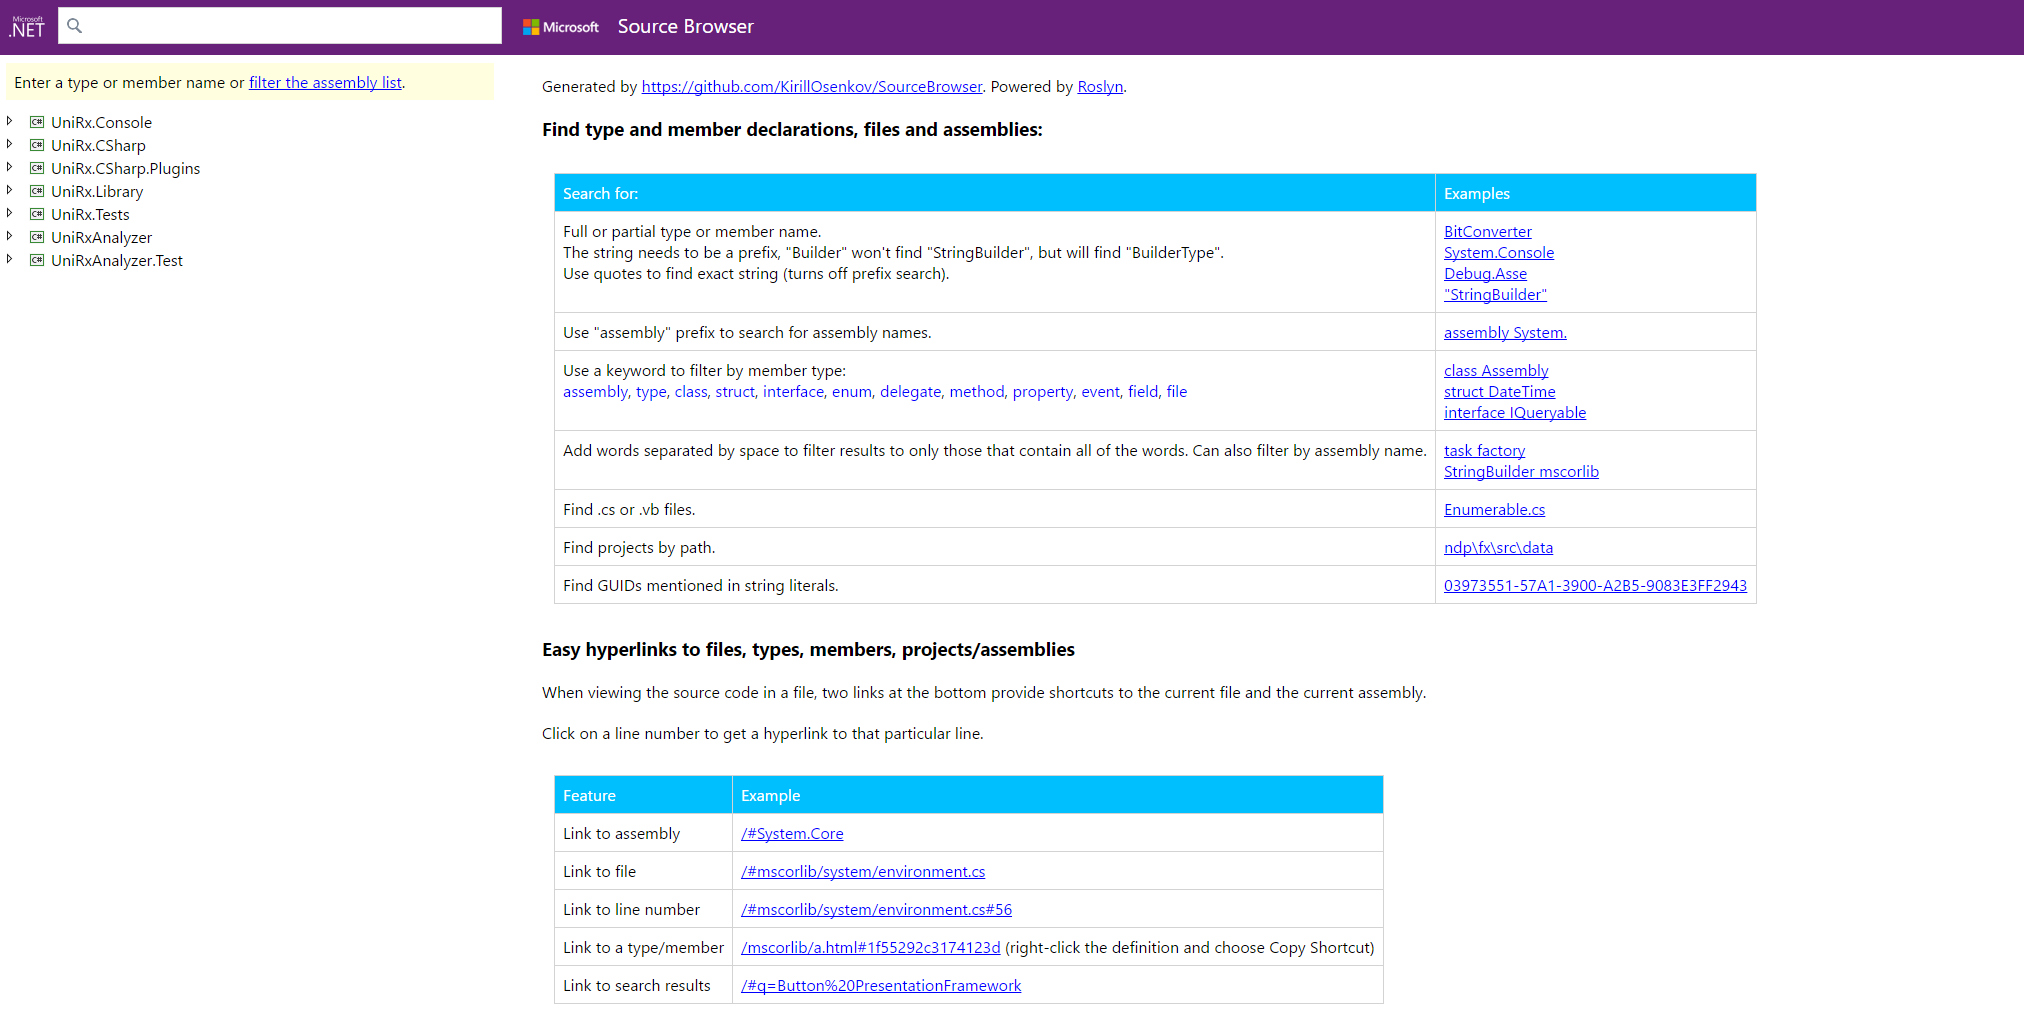 Microsoft
.NET
Microsoft Source Browser
Enter a type or member name or filter the assembly list.
C# UniRx.Console
C# UniRx.CSharp
C# UniRx.CSharp.Plugins
C# UniRx.Library
C# UniRx.Tests
C# UniRxAnalyzer
C# UniRxAnalyzer.Test
Generated by https://github.com/KirillOsenkov/SourceBrowser. Powered by Roslyn.
Find type and member declarations, files and assemblies:
Search for: Examples
Full or partial type or member name.
The string needs to be a prefix, "Builder" won't find "StringBuilder", but will find "BuilderType".
Use quotes to find exact string (turns off prefix search).
BitConverter
System.Console
Debug.Asse
"StringBuilder"
Use "assembly" prefix to search for assembly names.
assembly System.
Use a keyword to filter by member type:
assembly, type, class, struct, interface, enum, delegate, method, property, event, field, file
class Assembly
struct DateTime
interface IQueryable
Add words separated by space to filter results to only those that contain all of the words. Can also filter by assembly name.
task factory
StringBuilder mscorlib
Find .cs or .vb files.
Enumerable.cs
Find projects by path.
ndp\fx\src\data
Find GUIDs mentioned in string literals.
03973551-57A1-3900-A2B5-9083E3FF2943
Easy hyperlinks to files, types, members, projects/assemblies
When viewing the source code in a file, two links at the bottom provide shortcuts to the current file and the current assembly.
Click on a line number to get a hyperlink to that particular line.
Feature Example
Link to assembly /#System.Core
Link to file /#mscorlib/system/environment.cs
Link to line number /#mscorlib/system/environment.cs#56
Link to a type/member /mscorlib/a.html#1f55292c3174123d (right-click the definition and choose Copy Shortcut)
Link to search results /#q=Button%20PresentationFramework